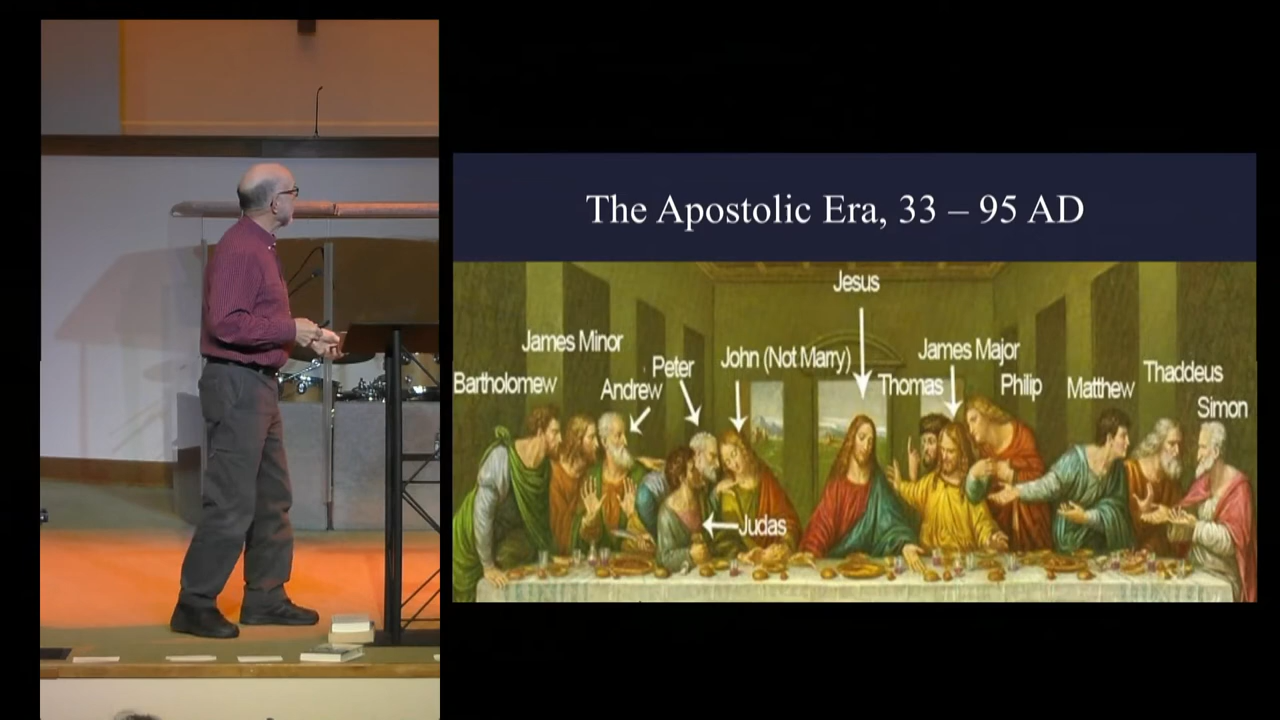 The Apostolic Era, 33 – 95 AD
Jesus
James Minor
Peter
John (Not Marry)
James Major
Bartholomew
Andrew
Thomas
Philip
Matthew
Thaddeus
Simon
Judas